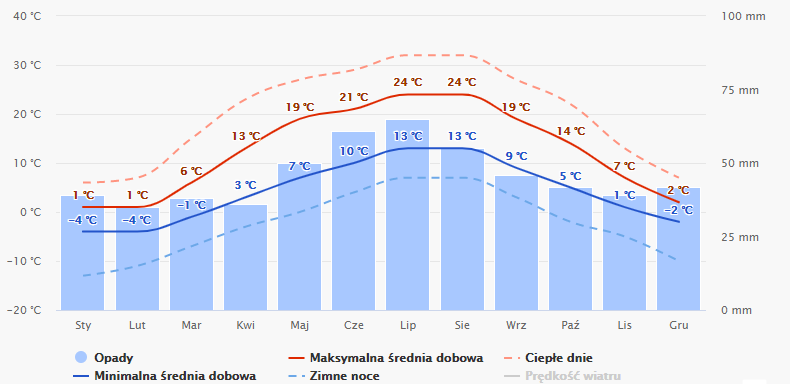 40 °C 100 mm
30 °C 75 mm
24 °C 24 °C
21 °C
19 °C 19 °C
20 °C
14 °C
13 °C 13 °C 13 °C
10 °C 50 mm
10 °C 9 °C
6 °C 7 °C 5 °C 7 °C
3 °C
1 °C 1 °C 1 °C 2 °C
−1 °C
0 °C −4 °C −4 °C −2 °C
25 mm
−10 °C
−20 °C 0 mm
Sty Lut Mar Kwi Maj Cze Lip Sie Wrz Paź Lis Gru
Opady Maksymalna średnia dobowa Ciepłe dnie
Minimalna średnia dobowa Zimne noce Prędkość wiatru